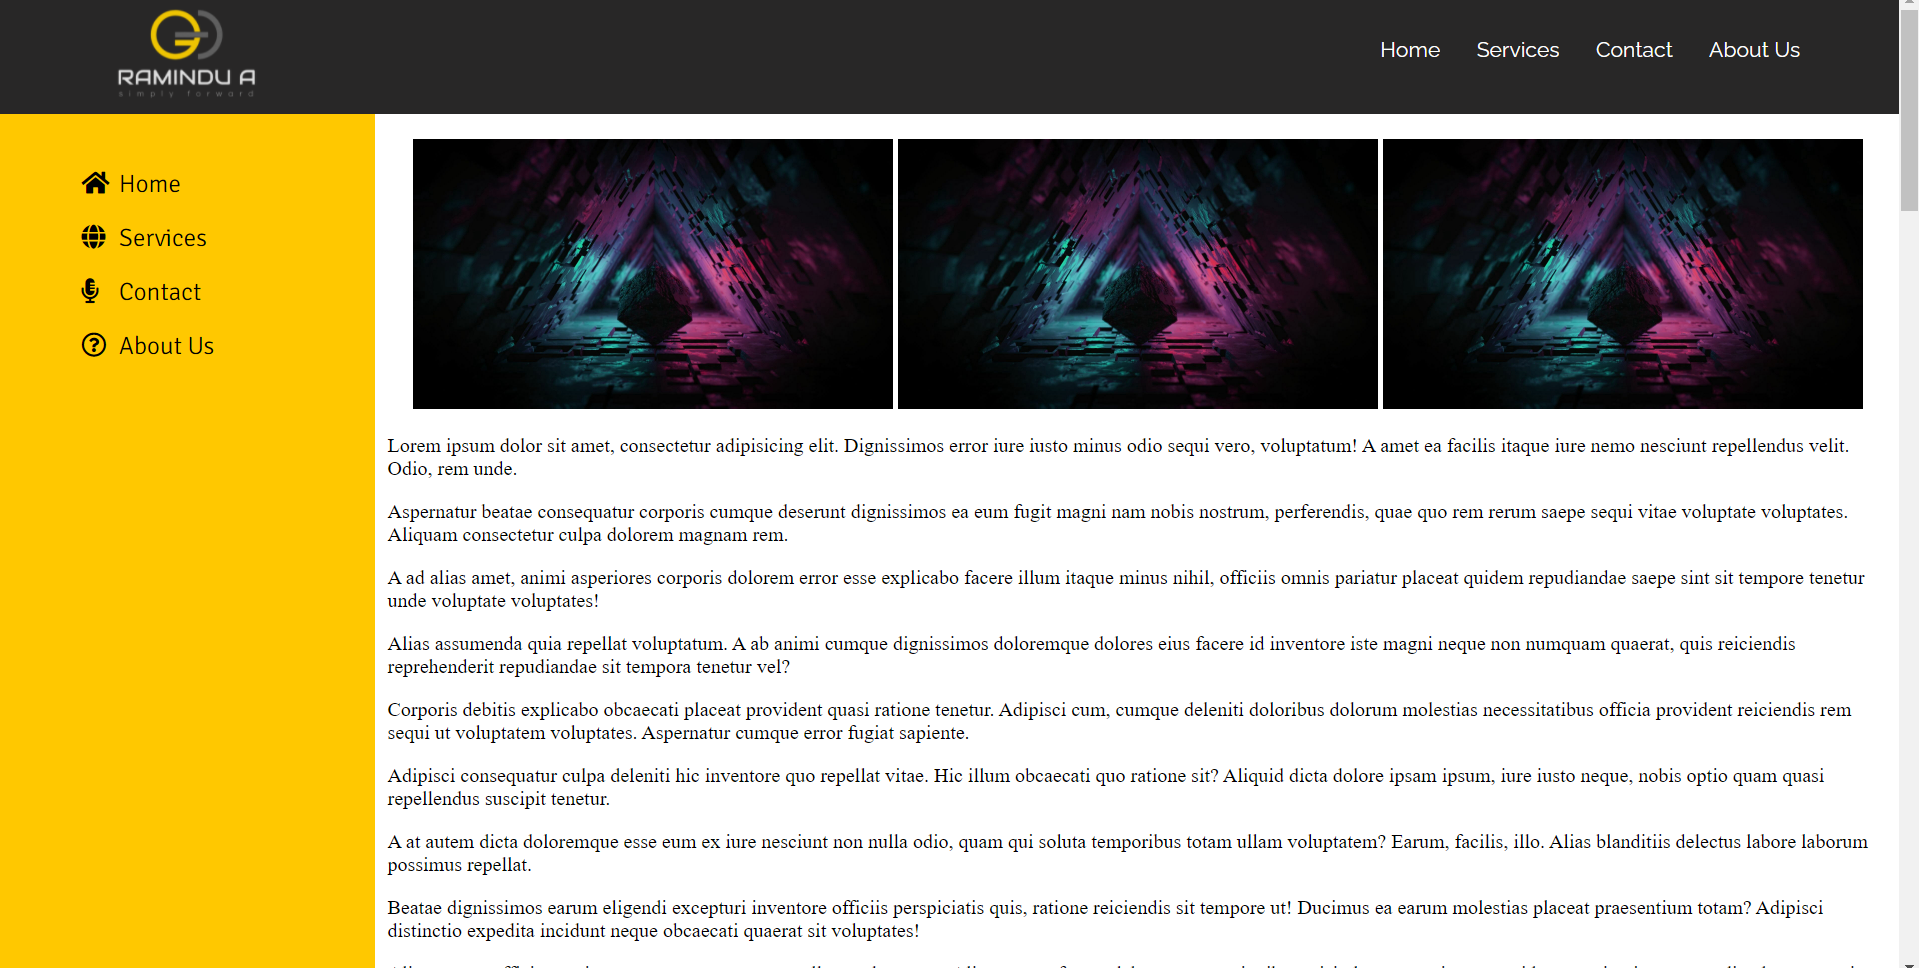 RAMINDU A
simply forward
Home Services Contact About Us
Home
Services
Contact
About Us
Lorem ipsum dolor sit amet, consectetur adipisicing elit. Dignissimos error iure iusto minus odio sequi vero, voluptatum! A amet ea facilis itaque iure nemo nesciunt repellendus velit.
Odio, rem unde.
Aspernatur beatae consequatur corporis cumque deserunt dignissimos ea eum fugit magni nam nobis nostrum, perferendis, quae quo rem rerum saepe sequi vitae voluptate voluptates.
Aliquam consectetur culpa dolorem magnam rem.
A ad alias amet, animi asperiores corporis dolorem error esse explicabo facere illum itaque minus nihil, officiis omnis pariatur placeat quidem repudiandae saepe sint sit tempore tenetur
unde voluptate voluptates!
Alias assumenda quia repellat voluptatum. A ab animi cumque dignissimos doloremque dolores eius facere id inventore iste magni neque non numquam quaerat, quis reiciendis
reprehenderit repudiandae sit tempora tenetur vel?
Corporis debitis explicabo obcaecati placeat provident quasi ratione tenetur. Adipisci cum, cumque deleniti doloribus dolorum molestias necessitatibus officia provident reiciendis rem
sequi ut voluptatem voluptates. Aspernatur cumque error fugiat sapiente.
Adipisci consequatur culpa deleniti hic inventore quo repellat vitae. Hic illum obcaecati quo ratione sit? Aliquid dicta dolore ipsam ipsum, iure iusto neque, nobis optio quam quasi
repellendus suscipit tenetur.
A at autem dicta doloremque esse eum ex iure nesciunt non nulla odio, quam qui soluta temporibus totam ullam voluptatem? Earum, facilis, illo. Alias blanditiis delectus labore laborum
possimus repellat.
Beatae dignissimos earum eligendi excepturi inventore officiis perspiciatis quis, ratione reiciendis sit tempore ut! Ducimus ea earum molestias placeat praesentium totam? Adipisci
distinctio expedita incidunt neque obcaecati quaerat sit voluptates!